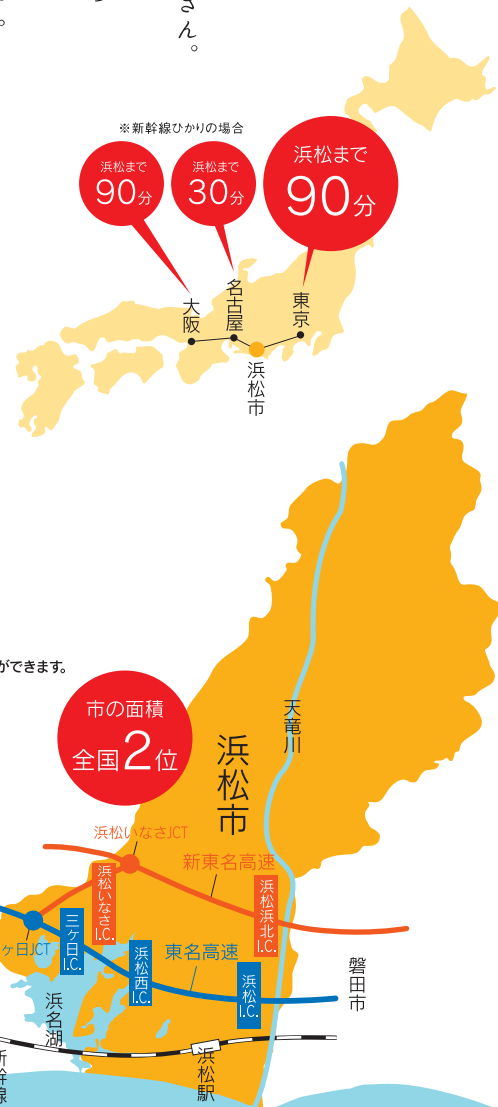 さん。
。
※新幹線ひかりの場合
浜松まで
90分
浜松まで
30分
浜松まで
90分
大阪
名古屋
東京
浜松市
ができます。
市の面積
全国2位
浜松市
天竜川
浜松いなさJCT
新東名高速
浜松いなさI.C.
浜松浜北I.C.
ヶ日JCT
三ヶ日I.C.
東名高速
浜松西I.C.
浜松I.C.
磐田市
浜名湖
浜松駅
新幹線